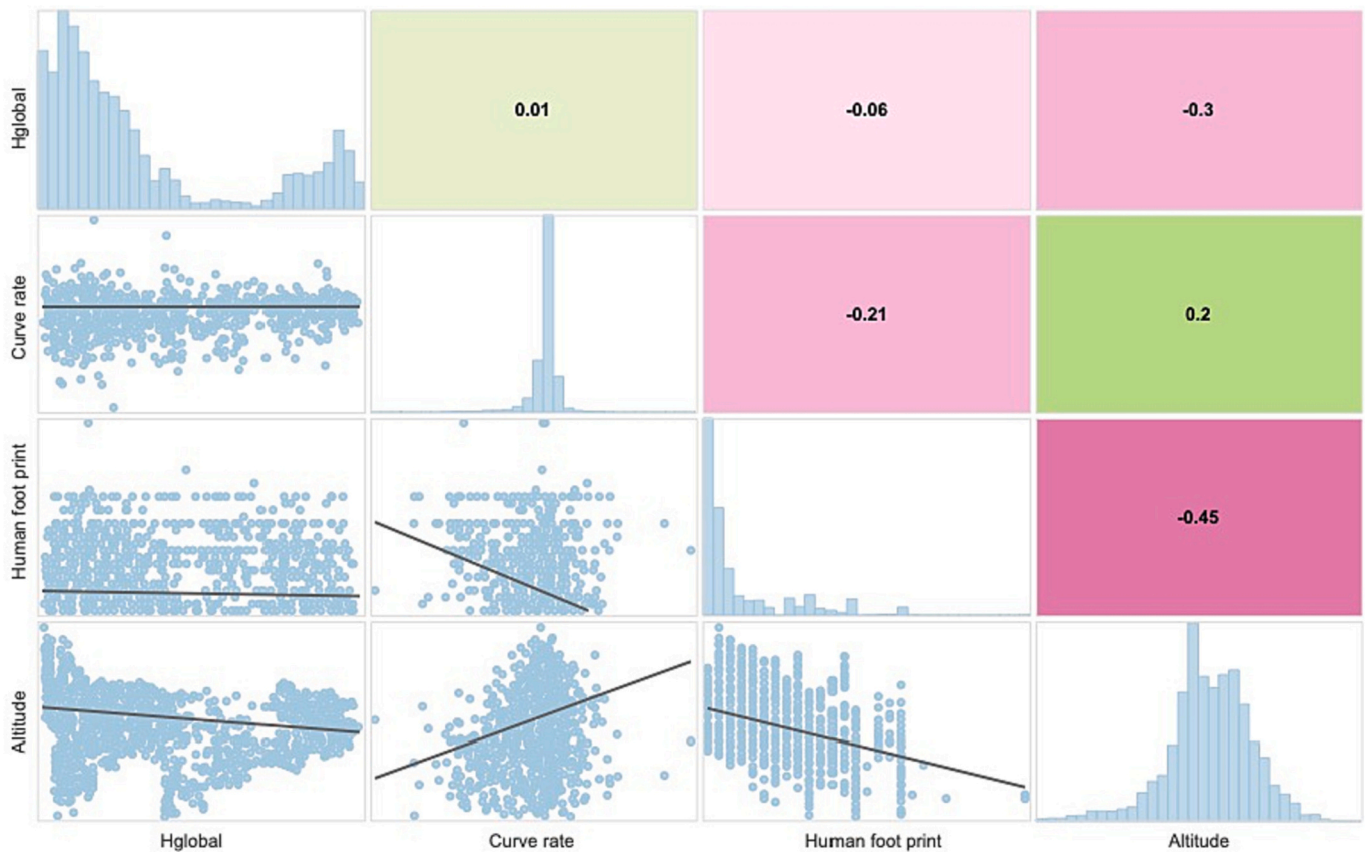 Hglobal
0.01
-0.06
-0.3
Curve rate
-0.21
0.2
Human foot print
-0.45
Altitude
Hglobal
Curve rate
Human foot print
Altitude